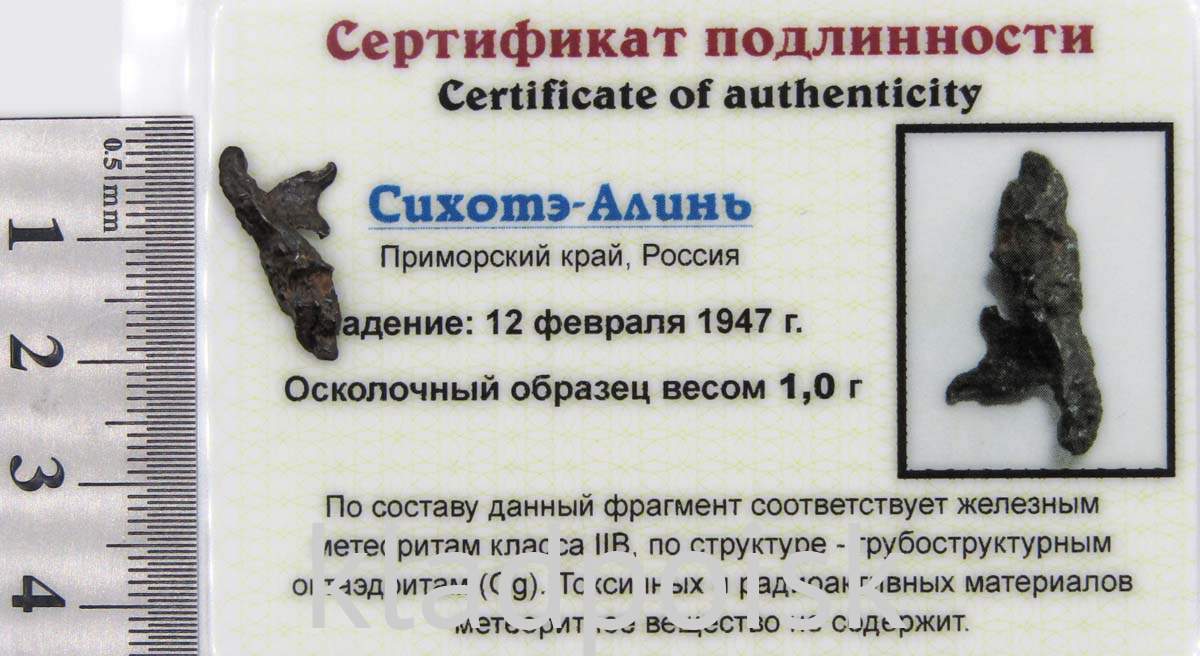 Сертификат подлинности
Certificate of authenticity
0.5 mm
1
2
3
4
Сихотэ-Алинь
Приморский край, Россия
адение: 12 февраля 1947 г.
Осколочный образец весом 1,0 г
По составу данный фрагмент соответствует железным
метеоритам класса IIB, по структуре - грубоструктурным
октаэдритам (Og). Токсичных и радиоактивных материалов
метеоритное вещество не содержит.
kladpoisk